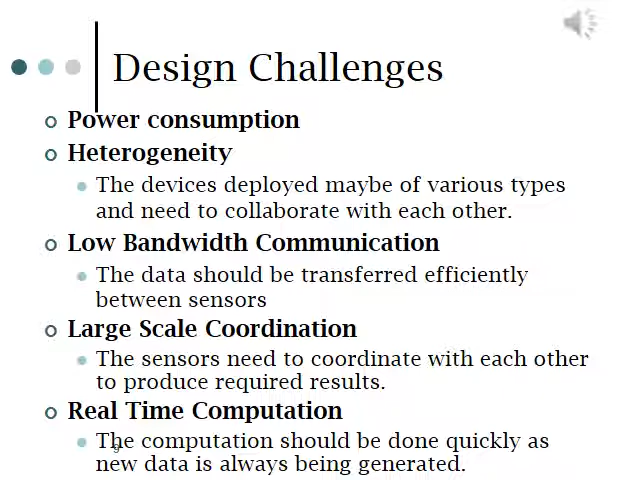 Design Challenges
Power consumption
Heterogeneity
The devices deployed maybe of various types
and need to collaborate with each other.
Low Bandwidth Communication
The data should be transferred efficiently
between sensors
Large Scale Coordination
The sensors need to coordinate with each other
to produce required results.
Real Time Computation
The computation should be done quickly as
new data is always being generated.
9